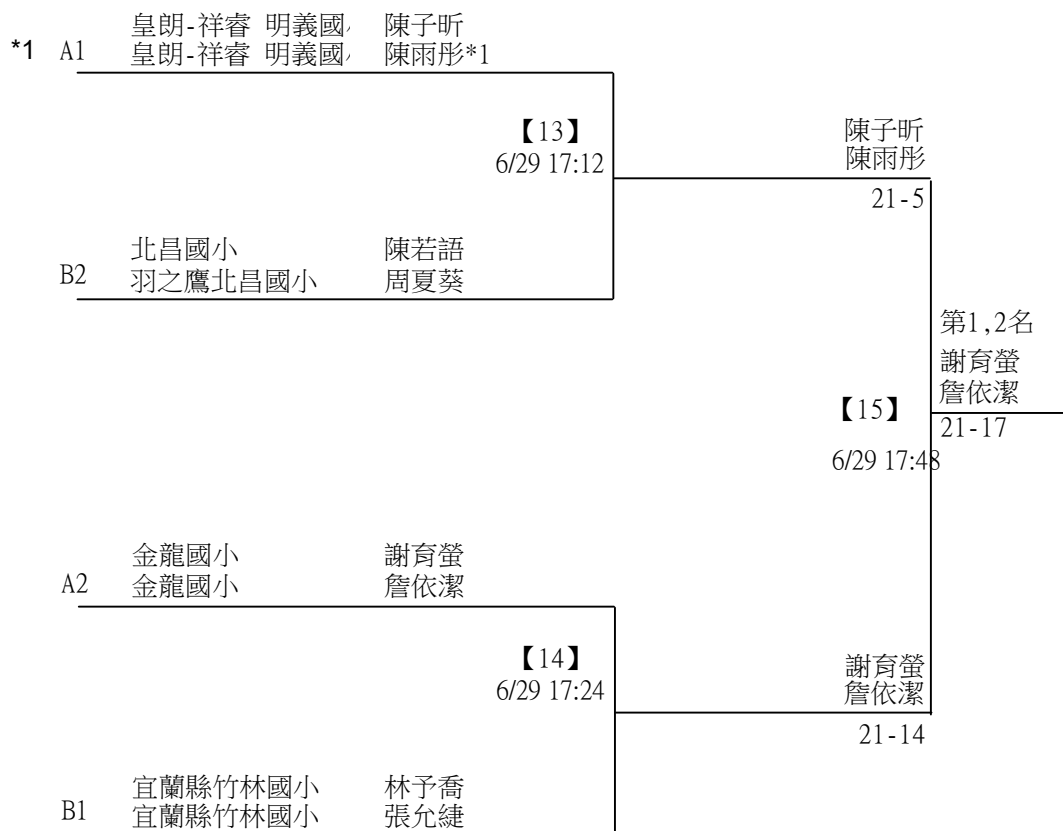 皇朗-祥睿 明義國 陳子昕
*1 A1 皇朗-祥睿 明義國 陳雨彤*1
【13】
6/29 17:12
陳子昕
陳雨彤
21-5
北昌國小 陳若語
B2 羽之鷹北昌國小 周夏葵
第1,2名
謝育螢
詹依潔
【15】
21-17
6/29 17:48
金龍國小 謝育螢
A2 金龍國小 詹依潔
【14】
6/29 17:24
謝育螢
詹依潔
21-14
宜蘭縣竹林國小 林予喬
B1 宜蘭縣竹林國小 張允緁